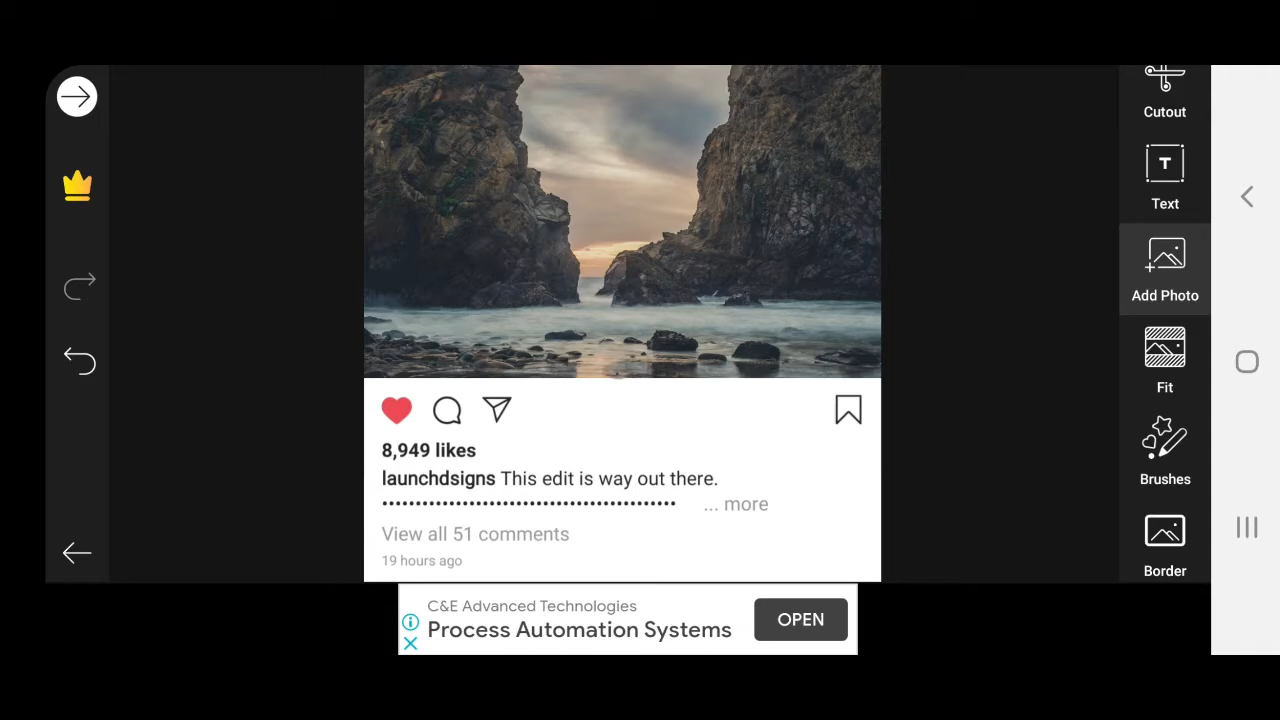 Cutout
T
Text
Add Photo
Fit
Brushes
Border
8,949 likes
launchdsigns This edit is way out there.
•••••••••••••••••••••••••••••••••••••••••••• ... more
View all 51 comments
19 hours ago
C&E Advanced Technologies
Process Automation Systems
OPEN